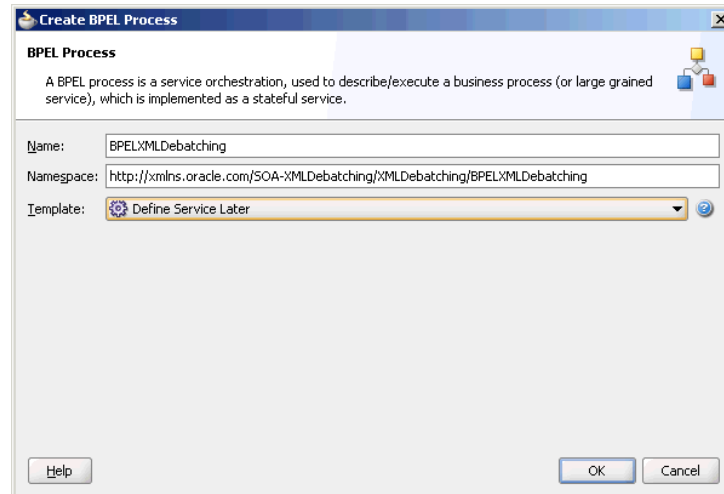 Create BPEL Process
BPEL Process
A BPEL process is a service orchestration, used to describe/execute a business process (or large grained
service), which is implemented as a stateful service.
Name: BPELXMLDebatching
Namespace: http://xmlns.oracle.com/SOA-XMLDebatching/XMLDebatching/BPELXMLDebatching
Template: Define Service Later
Help OK Cancel